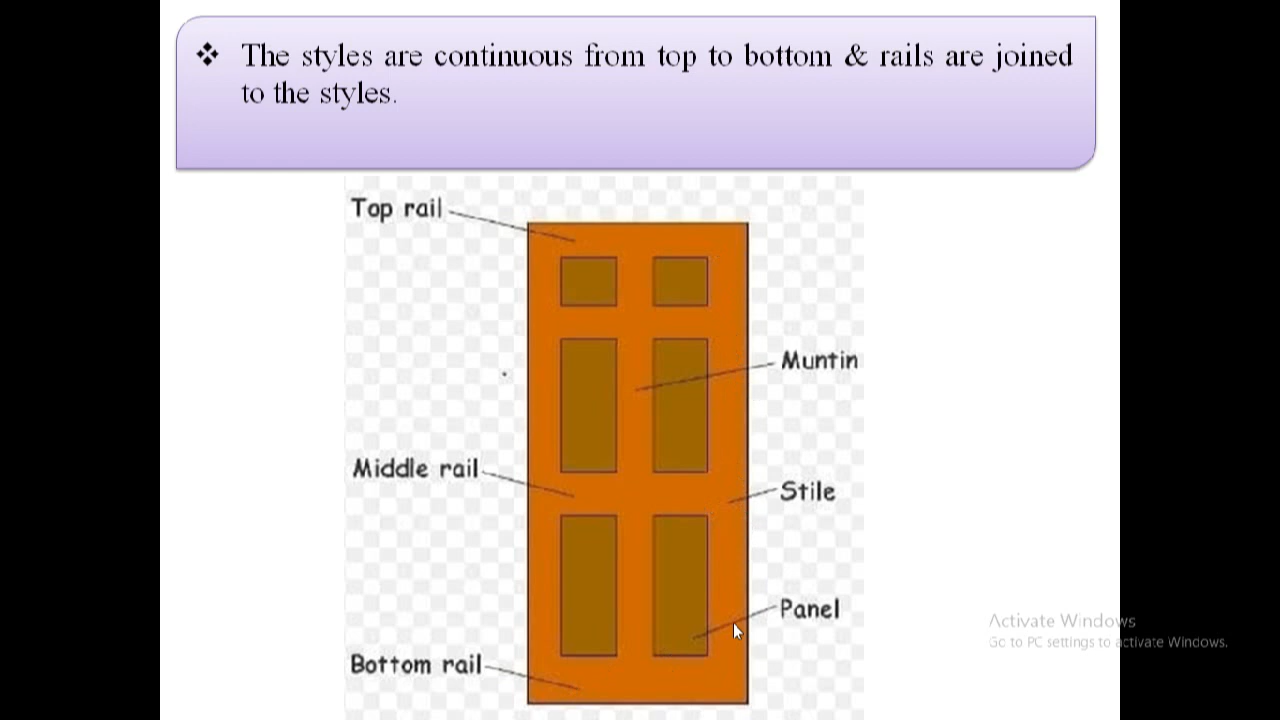 ❖ The styles are continuous from top to bottom & rails are joined
to the styles.
Top rail
Muntin
Middle rail
Stile
Panel
Activate Windows
Go to PC settings to activate Windows.
Bottom rail